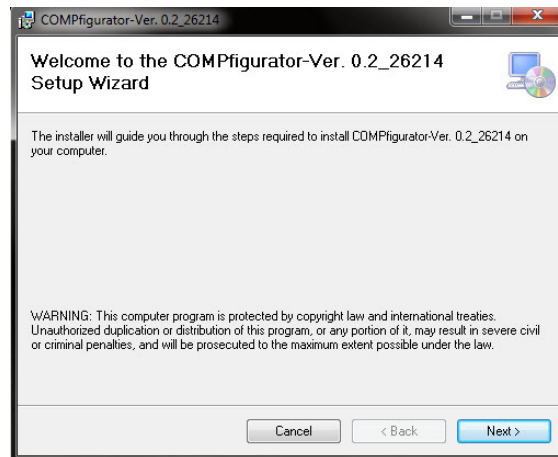 COMPfigurator-Ver. 0.2_26214
Welcome to the COMPfigurator-Ver. 0.2_26214
Setup Wizard
The installer will guide you through the steps required to install COMPfigurator-Ver. 0.2_26214 on
your computer.
WARNING: This computer program is protected by copyright law and international treaties.
Unauthorized duplication or distribution of this program, or any portion of it, may result in severe civil
or criminal penalties, and will be prosecuted to the maximum extent possible under the law.
Cancel
< Back
Next >